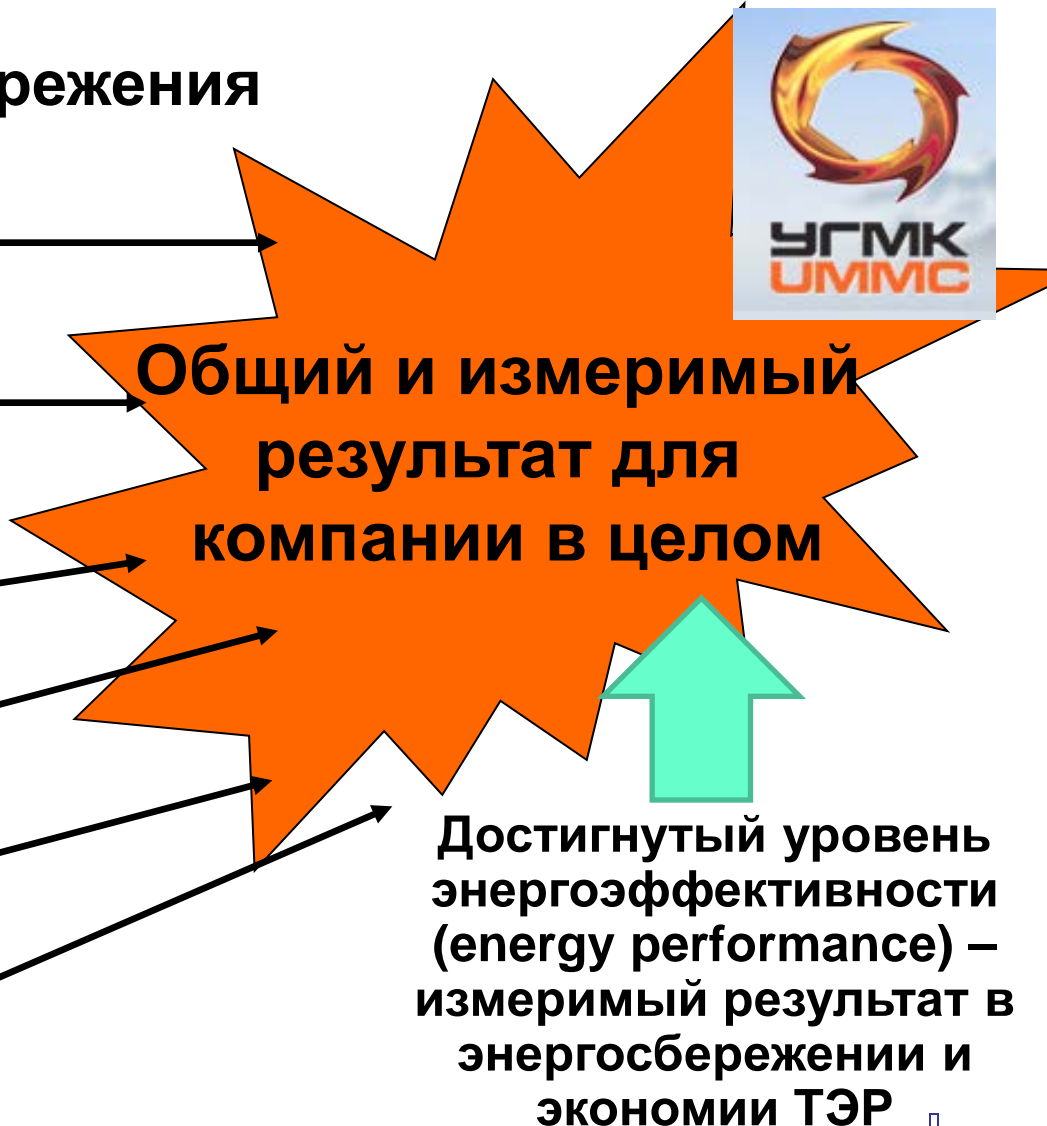 режения
УГМК
UMMC
Общий и измеримый
результат для
компании в целом
Достигнутый уровень
энергоэффективности
(energy performance) –
измеримый результат в
энергосбережении и
экономии ТЭР